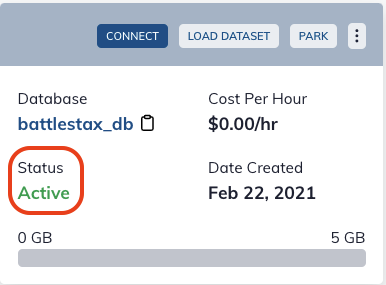 CONNECT LOAD DATASET PARK
Database Cost Per Hour
battlestax_db $0.00/hr
Status Date Created
Active Feb 22, 2021
0 GB 5 GB